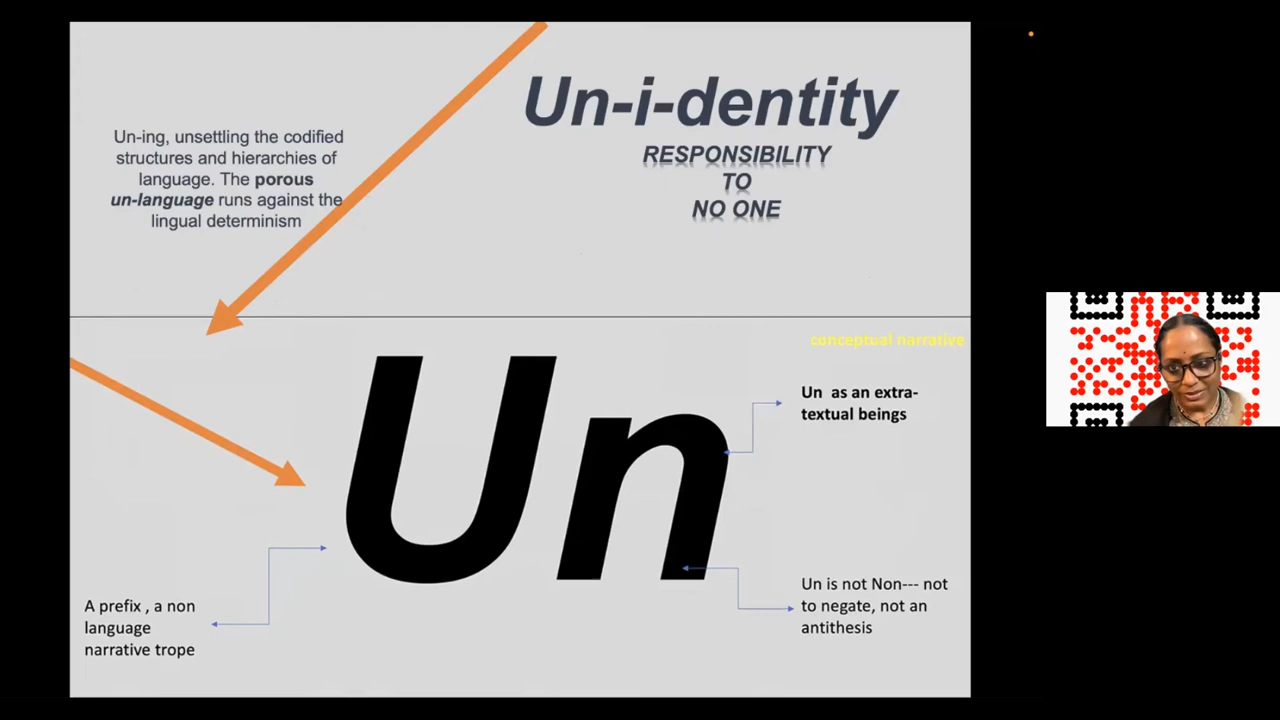 Un-i-dentity
RESPONSIBILITY
TO
NO ONE
Un-ing, unsettling the codified
structures and hierarchies of
language. The porous
un-language runs against the
lingual determinism
conceptual narrative
Un
Un as an extra-
textual beings
Un is not Non--- not
to negate, not an
antithesis
A prefix , a non
language
narrative trope